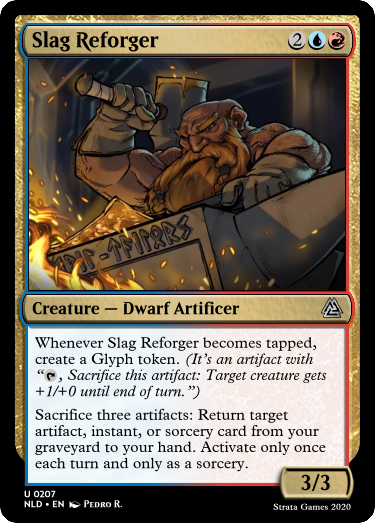 Slag Reforger 2
Creature — Dwarf Artificer
Whenever Slag Reforger becomes tapped,
create a Glyph token. (It's an artifact with
“, Sacrifice this artifact: Target creature gets
+1/+0 until end of turn.”)
Sacrifice three artifacts: Return target
artifact, instant, or sorcery card from your
graveyard to your hand. Activate only once
each turn and only as a sorcery.
3/3
U 0207
NLD • EN Pedro R.
Strata Games 2020